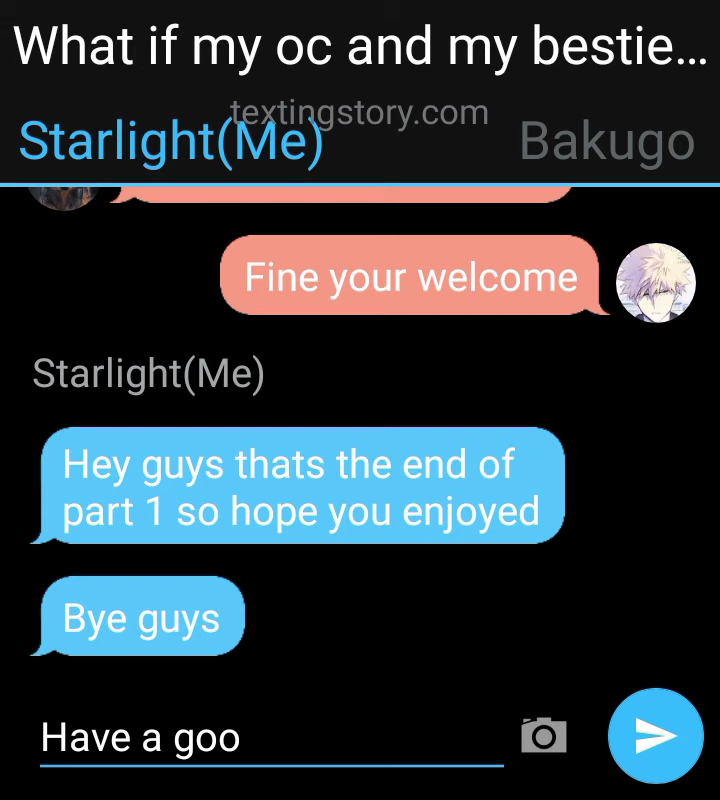 What if my oc and my bestie...
textingstory.com
Starlight(Me) Bakugo
Fine your welcome
Starlight(Me)
Hey guys thats the end of
part 1 so hope you enjoyed
Bye guys
Have a goo